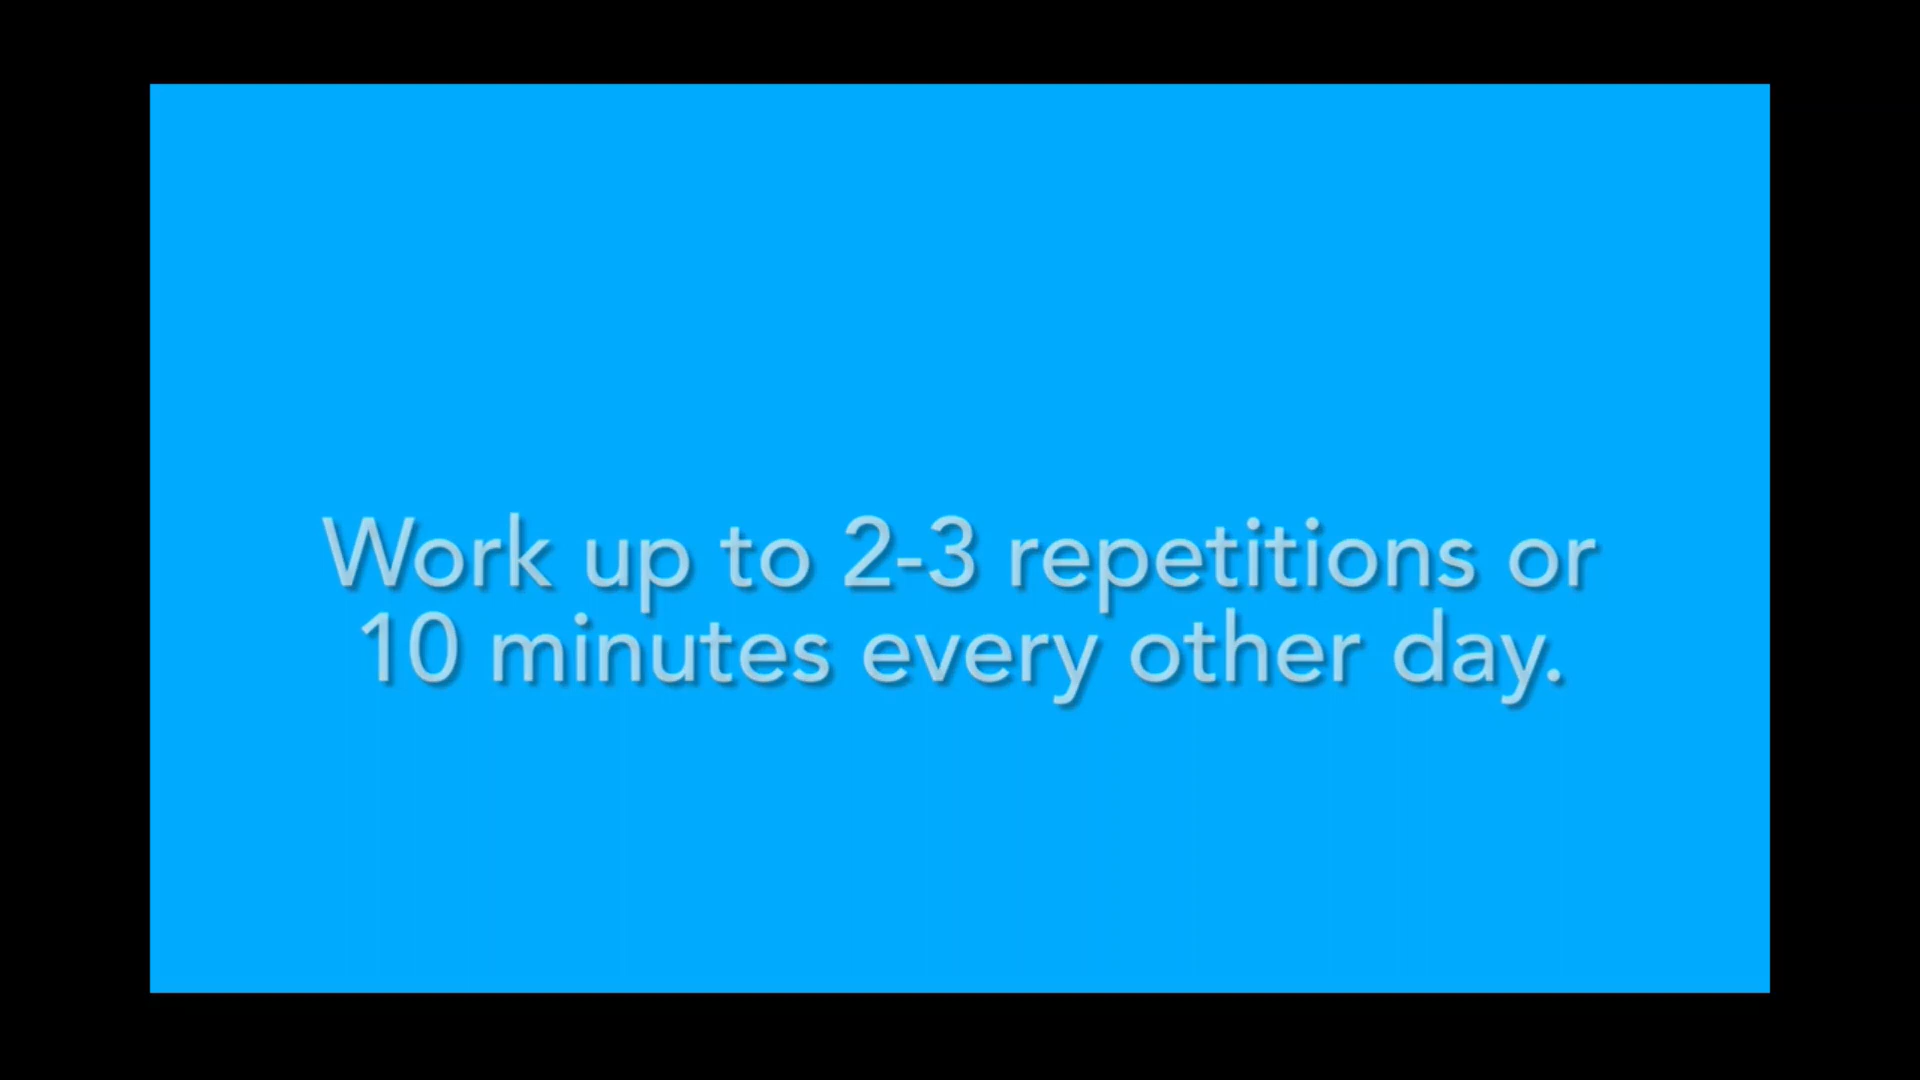 Work up to 2-3 repetitions or
10 minutes every other day.